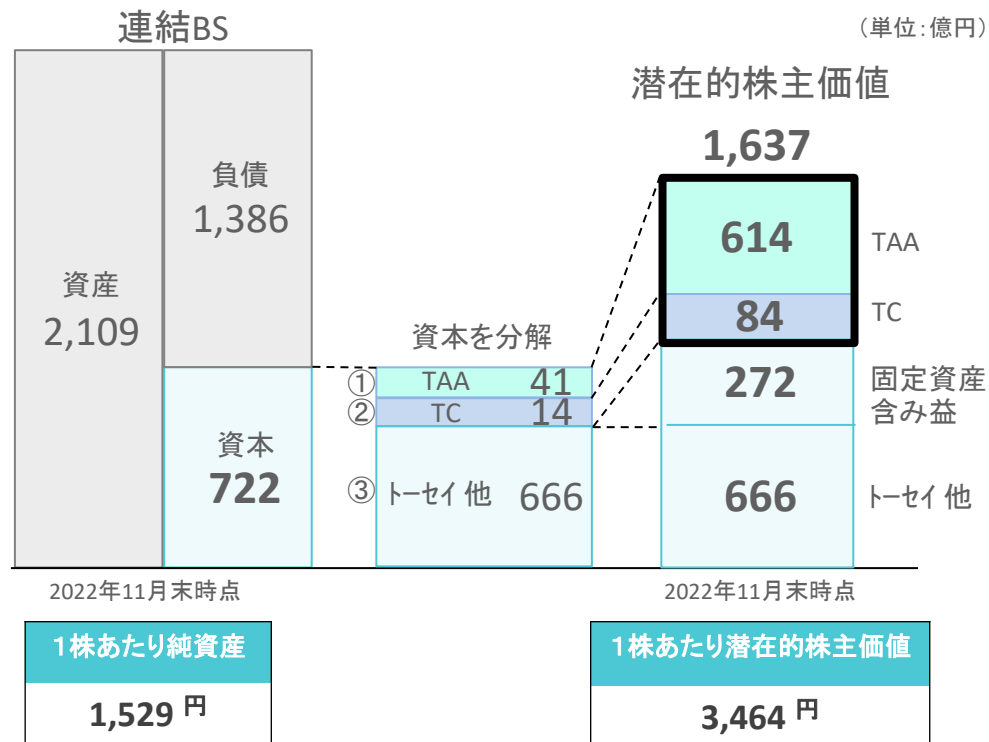 連結BS
(単位:億円)
資産
2,109
負債
1,386
資本
722
資本を分解
① TAA 41
② TC 14
③ トーセイ 他 666
潜在的株主価値
1,637
614 TAA
84 TC
272 固定資産
含み益
666 トーセイ 他
2022年11月末時点
2022年11月末時点
1株あたり純資産
1,529 円
1株あたり潜在的株主価値
3,464 円